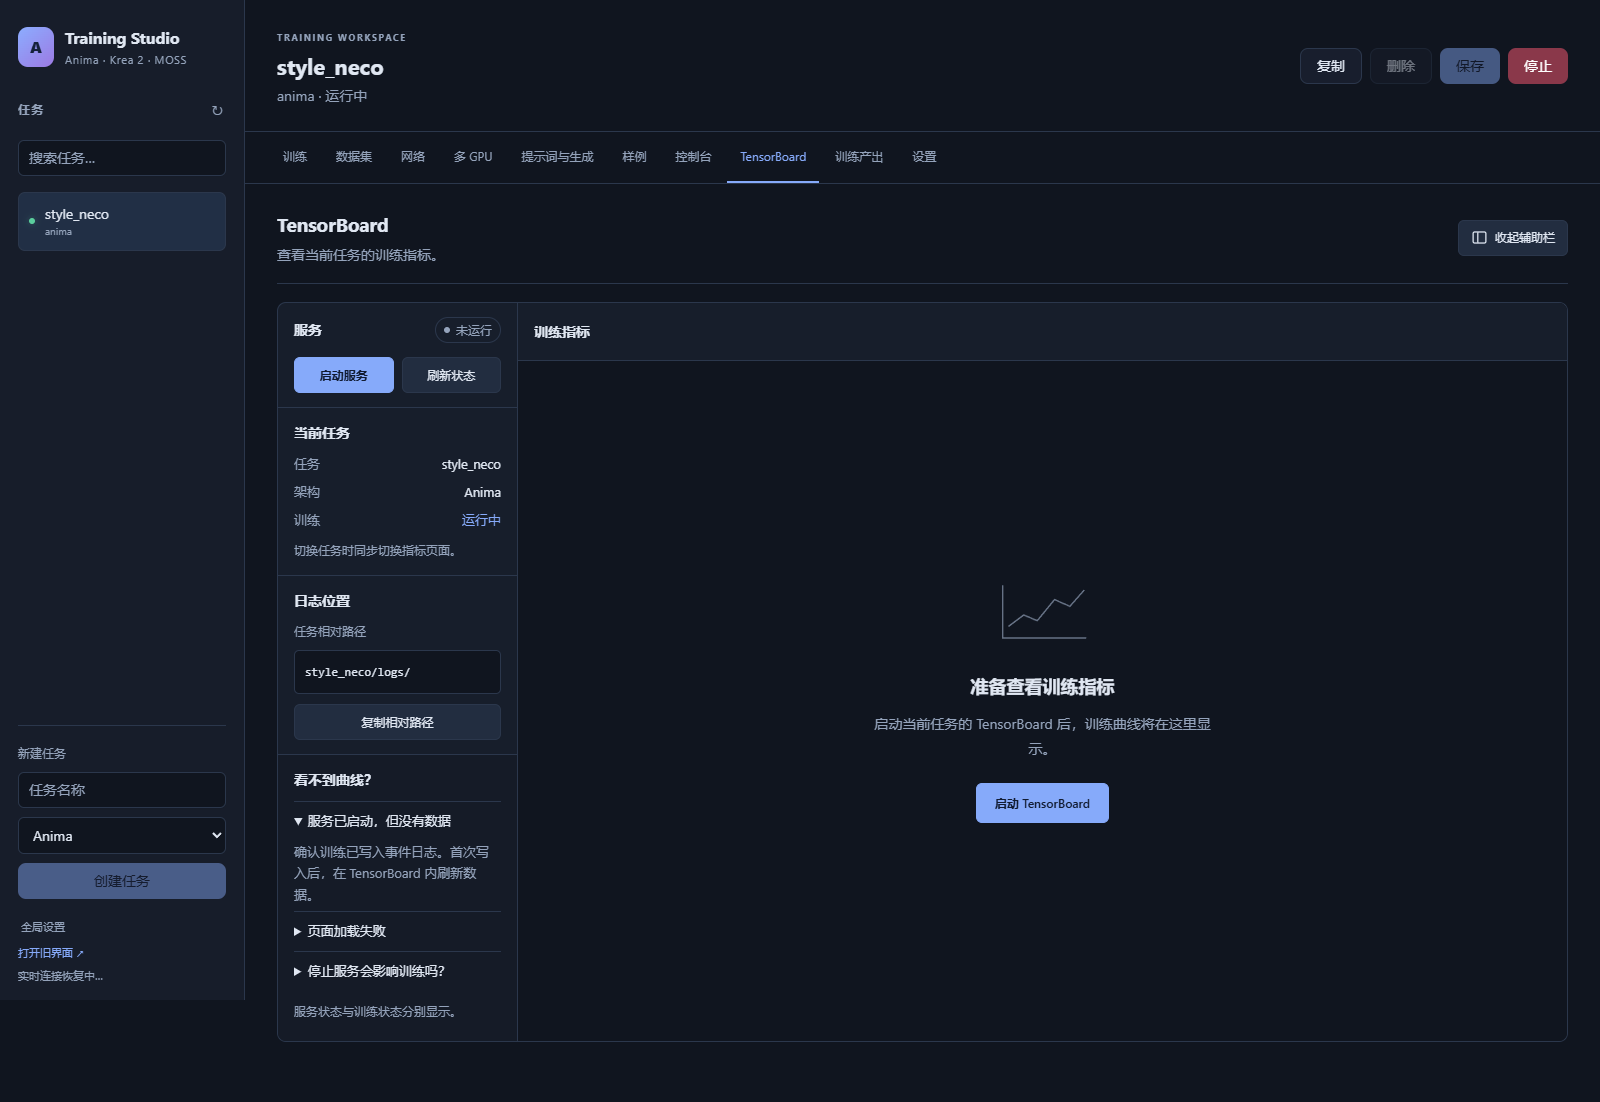 A
Training Studio
Anima · Krea 2 · MOSS
任务
搜索任务...
style_neco
anima
新建任务
任务名称
Anima
创建任务
全局设置
打开旧界面 ↗
实时连接恢复中...
TRAINING WORKSPACE
style_neco
anima · 运行中
复制
删除
保存
停止
训练
数据集
网络
多 GPU
提示词与生成
样例
控制台
TensorBoard
训练产出
设置
TensorBoard
查看当前任务的训练指标。
收起辅助栏
服务
未运行
启动服务
刷新状态
当前任务
任务
style_neco
架构
Anima
训练
运行中
切换任务时同步切换指标页面。
日志位置
任务相对路径
style_neco/logs/
复制相对路径
看不到曲线？
服务已启动，但没有数据
确认训练已写入事件日志。首次写
入后，在 TensorBoard 内刷新数
据。
页面加载失败
停止服务会影响训练吗？
服务状态与训练状态分别显示。
训练指标
准备查看训练指标
启动当前任务的 TensorBoard 后，训练曲线将在这里显
示。
启动 TensorBoard